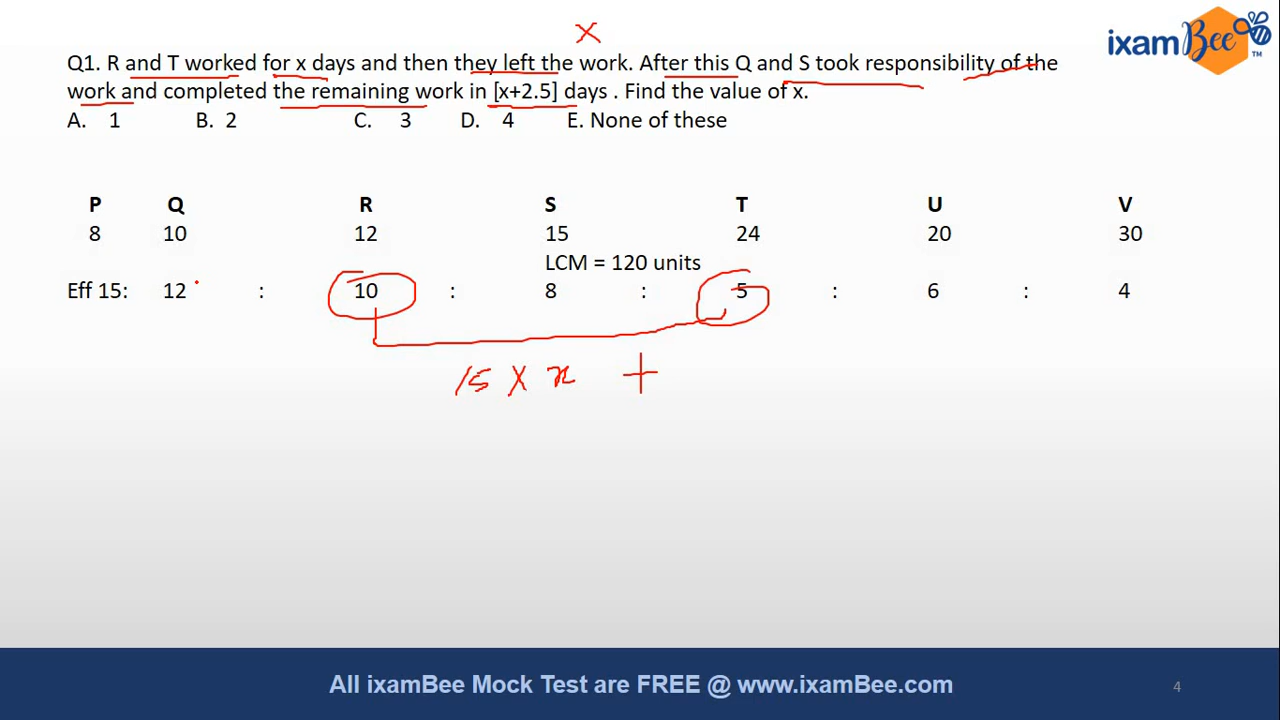 x
ixamBee™
Q1. R and T worked for x days and then they left the work. After this Q and S took responsibility of the
work and completed the remaining work in [x+2.5] days . Find the value of x.
A. 1 B. 2 C. 3 D. 4 E. None of these
P Q R S T U V
8 10 12 15 24 20 30
LCM = 120 units
Eff 15: 12 : 10 : 8 : 5 : 6 : 4
15 × x +
All ixamBee Mock Test are FREE @ www.ixamBee.com
4